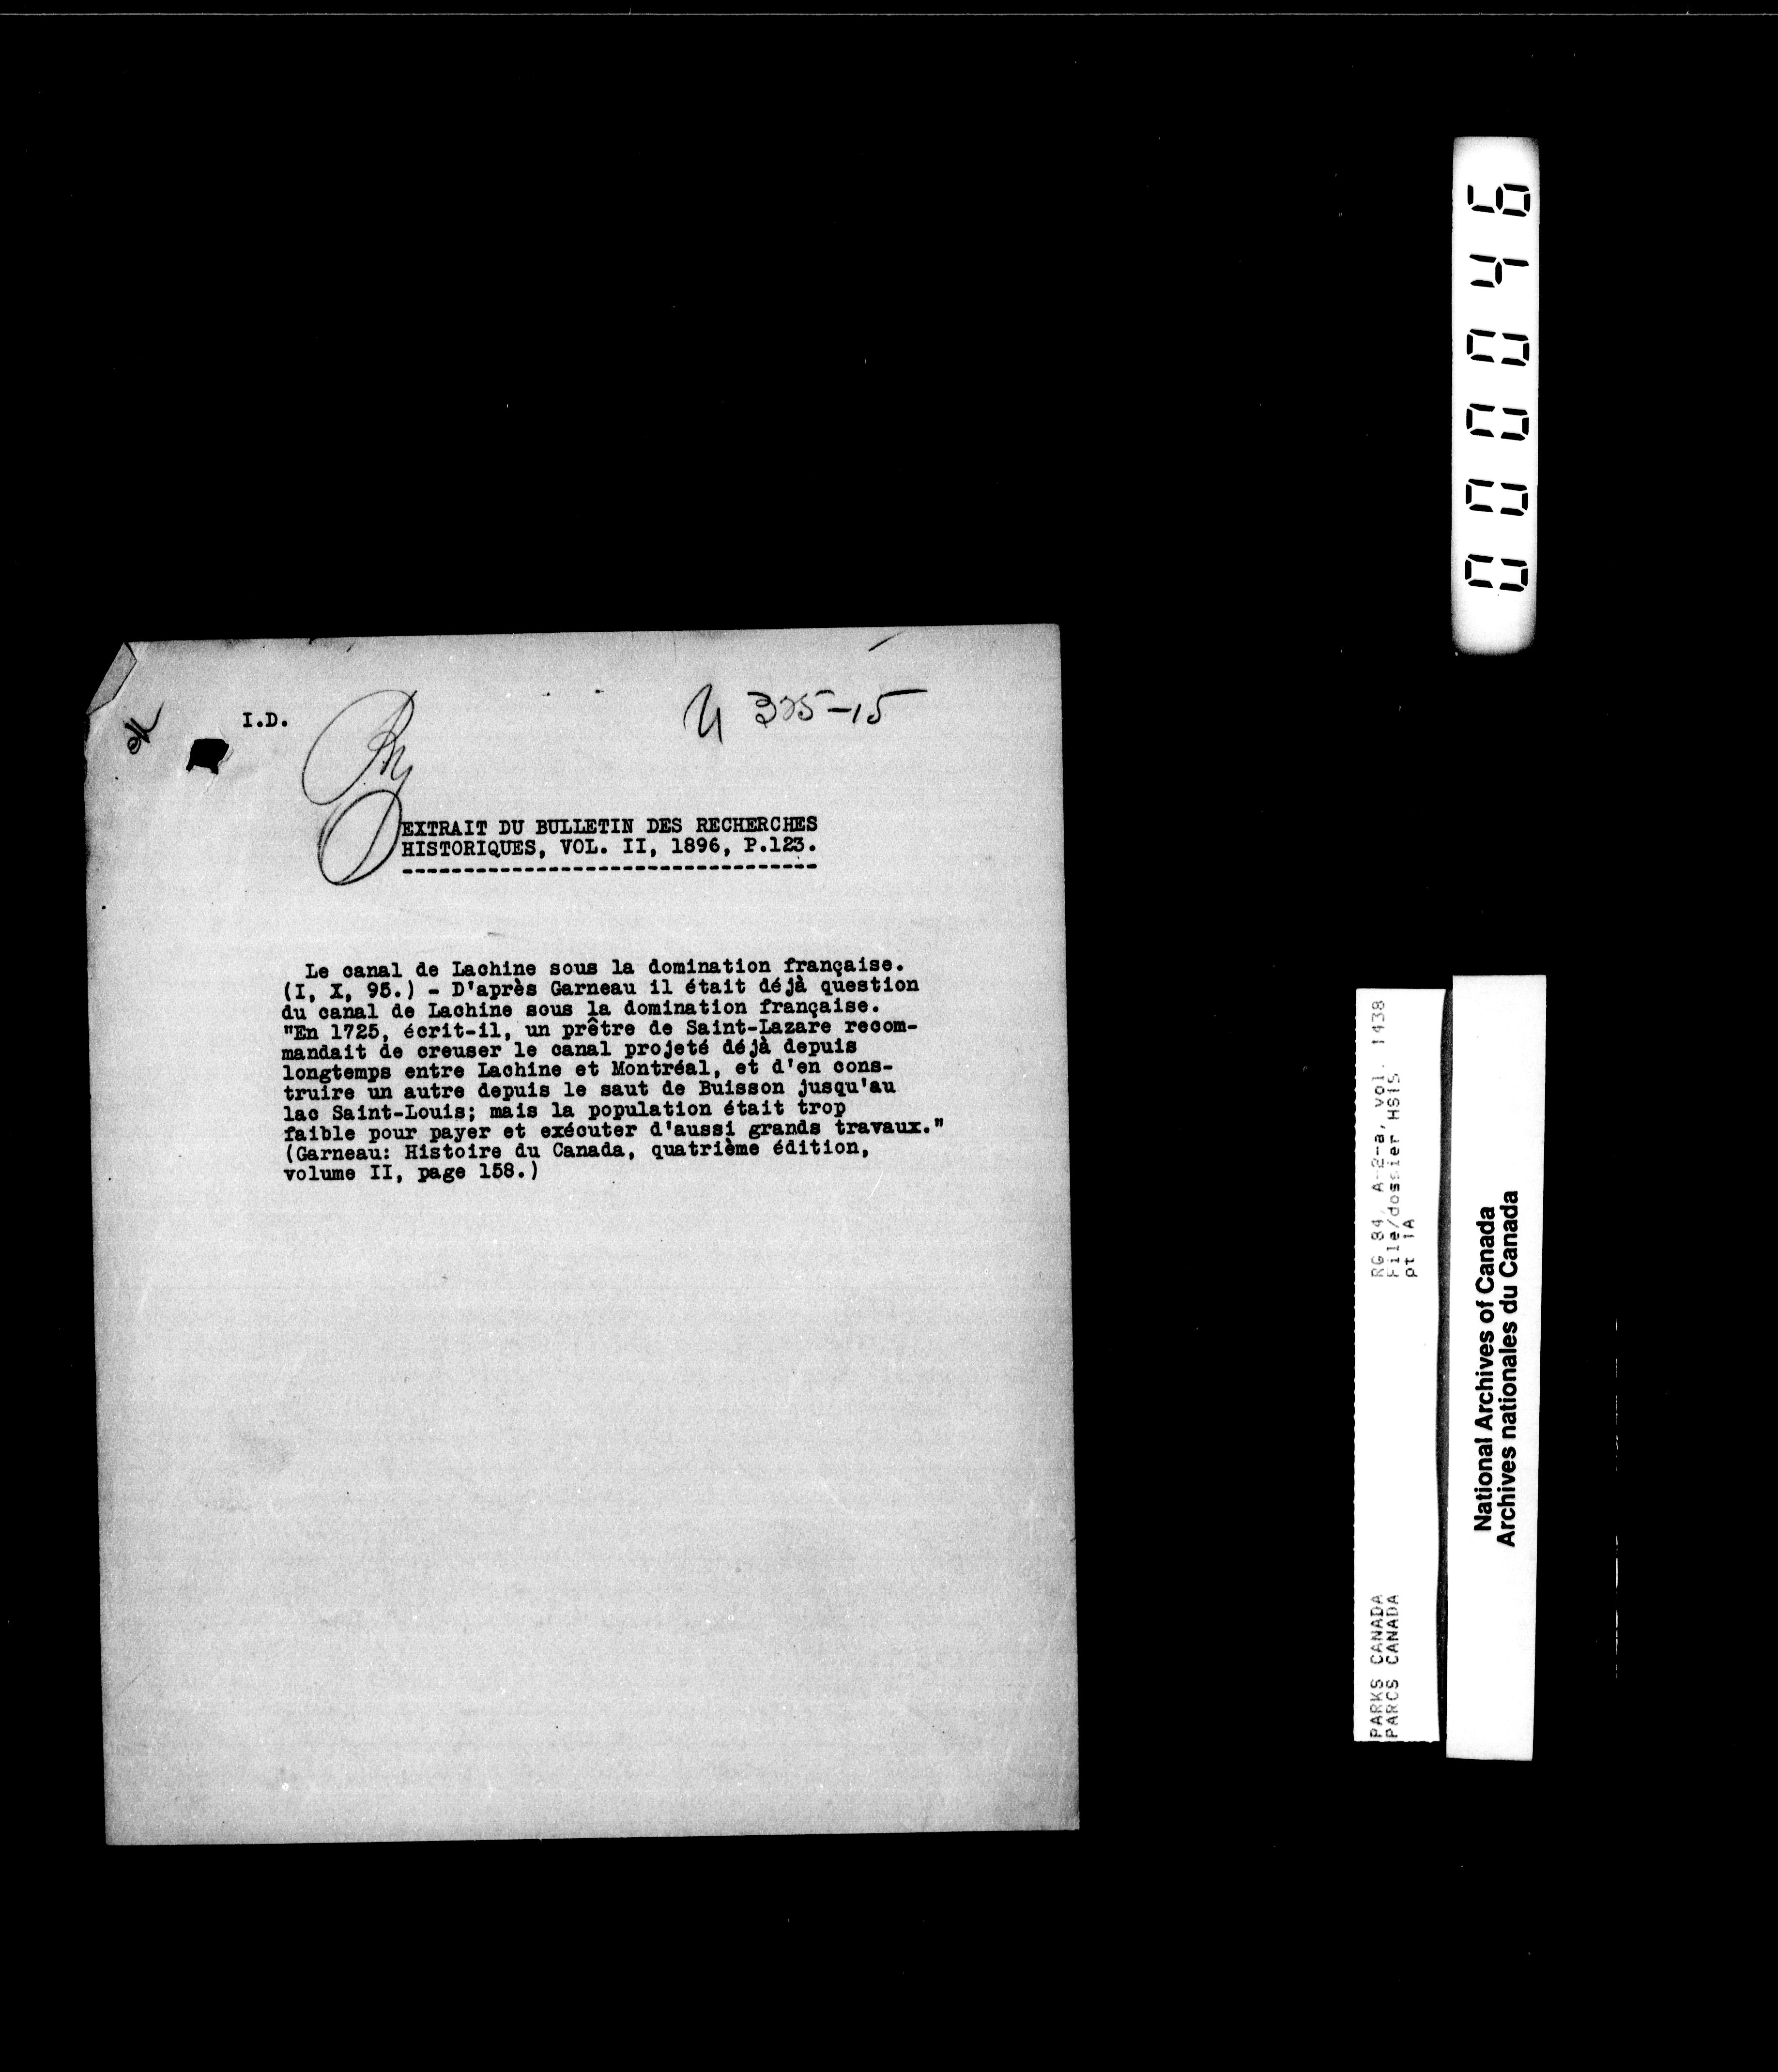 I.D.
EXTRAIT DU BULLETIN DES RECHERCHES
HISTORIQUES, VOL. II, 1896, P.123.
Le canal de Lachine sous la domination française.
(I, X, 95.) - D'après Garneau il était déjà question
du canal de Lachine sous la domination française.
"En 1725, écrit-il, un prêtre de Saint-Lazare recom-
mandait de creuser le canal projeté déjà depuis
longtemps entre Lachine et Montréal, et d'en cons-
truire un autre depuis le saut de Buisson jusqu'au
lac Saint-Louis; mais la population était trop
faible pour payer et exécuter d'aussi grands travaux."
(Garneau: Histoire du Canada, quatrième édition,
volume II, page 158.)
000046
PARKS CANADA RG 84, A-2-a, vol. 1438
PARCS CANADA File/dossier HS15
pt 1A
National Archives of Canada
Archives nationales du Canada